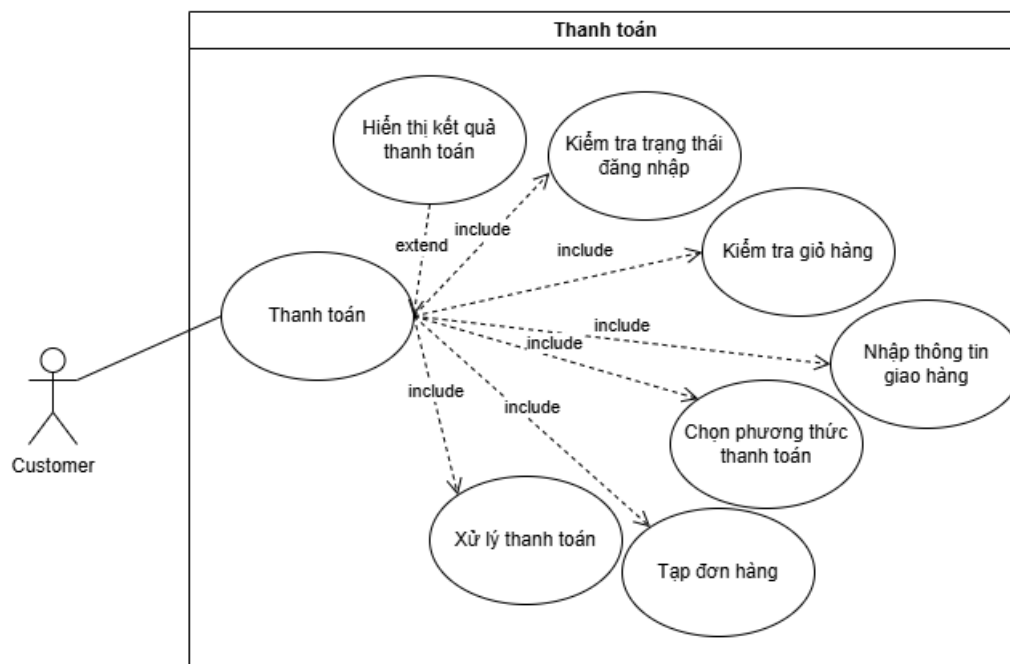 Thanh toán
Hiển thị kết quả
thanh toán
Kiểm tra trạng thái
đăng nhập
extend
include
include
Kiểm tra giỏ hàng
Thanh toán
include
include
Nhập thông tin
giao hàng
include
include
Chọn phương thức
thanh toán
Customer
Xử lý thanh toán
Tạp đơn hàng